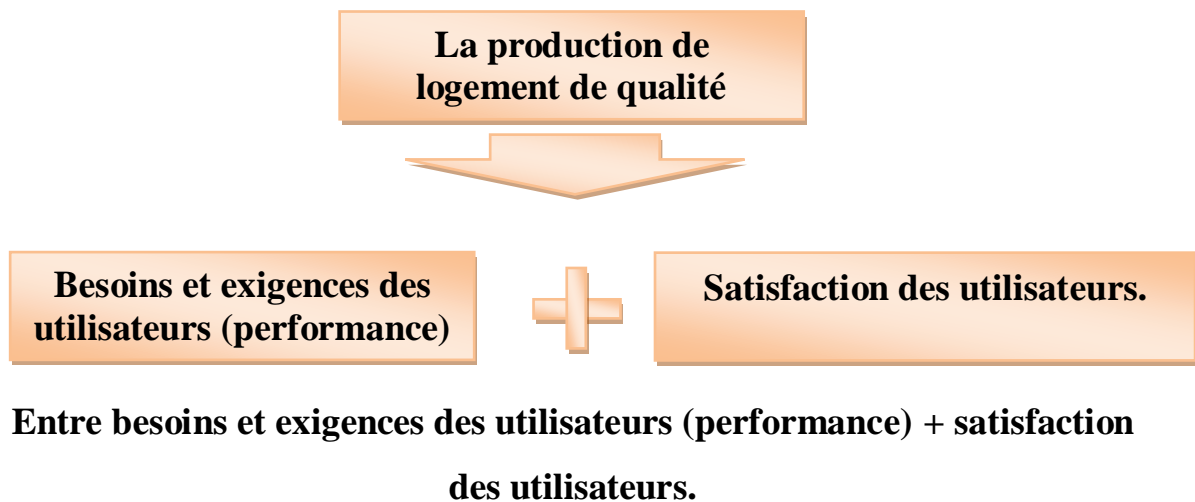 La production de
logement de qualité
Besoins et exigences des
utilisateurs (performance)
Satisfaction des utilisateurs.
Entre besoins et exigences des utilisateurs (performance) + satisfaction
des utilisateurs.